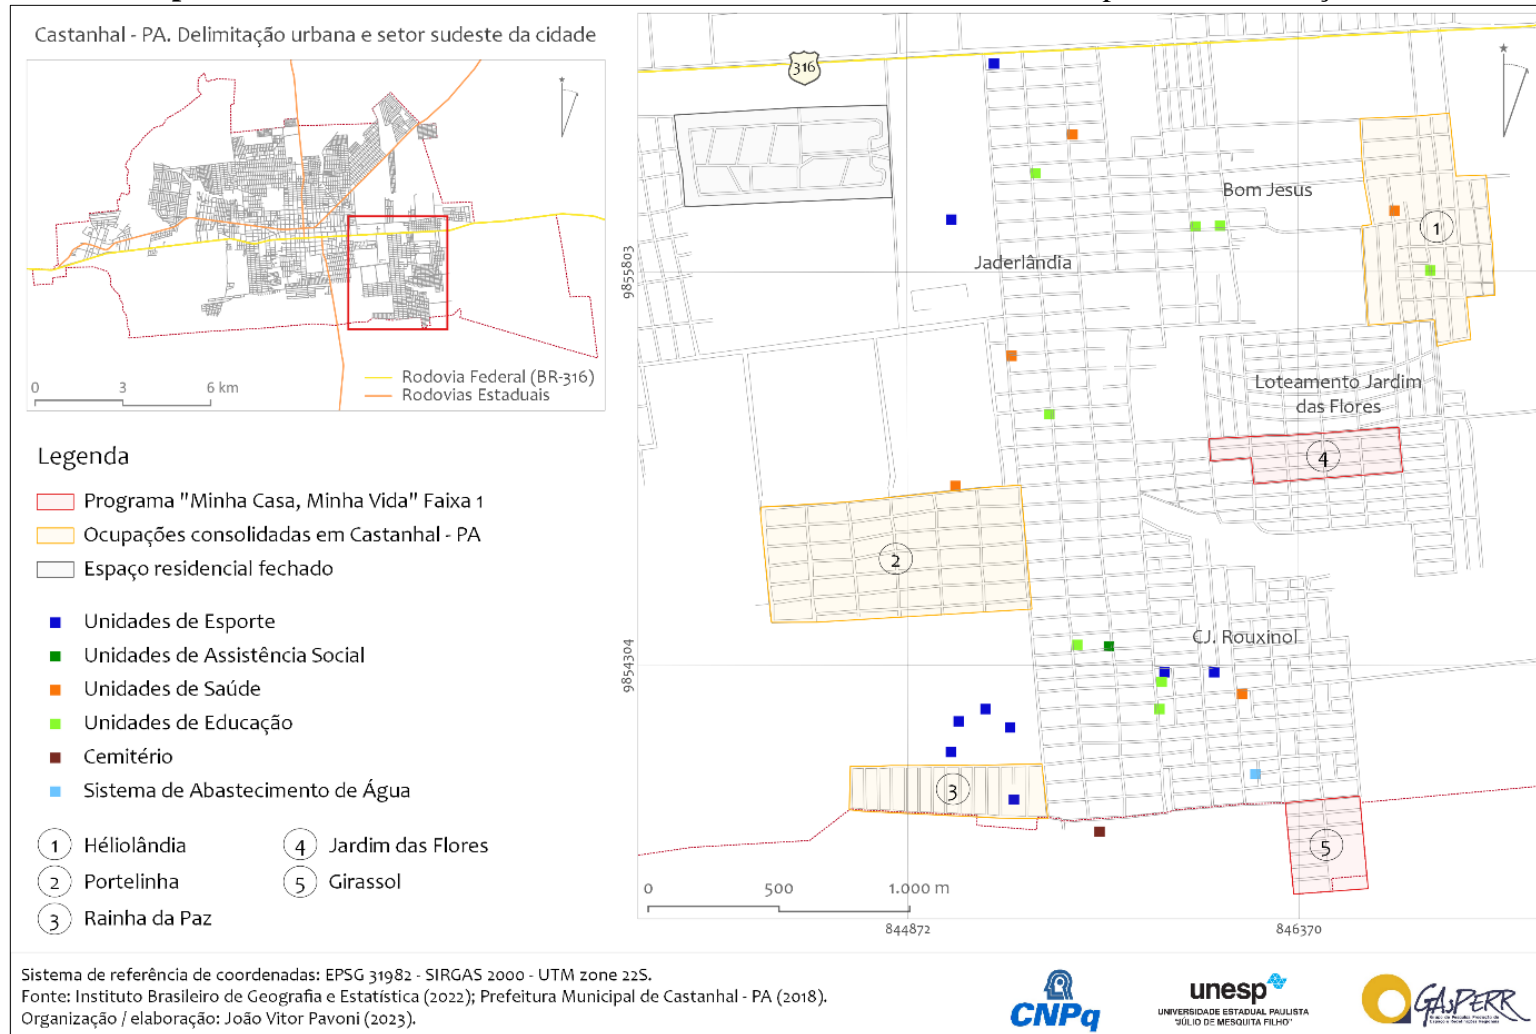 Castanhal - PA. Delimitação urbana e setor sudeste da cidade
0 3 6 km
Rodovia Federal (BR-316)
Rodovias Estaduais
Legenda
Programa "Minha Casa, Minha Vida" Faixa 1
Ocupações consolidadas em Castanhal - PA
Espaço residencial fechado
Unidades de Esporte
Unidades de Assistência Social
Unidades de Saúde
Unidades de Educação
Cemitério
Sistema de Abastecimento de Água
1 Héliolândia
2 Portelinha
3 Rainha da Paz
4 Jardim das Flores
5 Girassol
316
Bom Jesus
1
Jaderlândia
9855803
Loteamento Jardim
das Flores
4
2
CJ. Rouxinol
9854304
3
5
0 500 1.000 m
844872
846370
Sistema de referência de coordenadas: EPSG 31982 - SIRGAS 2000 - UTM zone 22S.
Fonte: Instituto Brasileiro de Geografia e Estatística (2022); Prefeitura Municipal de Castanhal - PA (2018).
Organização / elaboração: João Vitor Pavoni (2023).
CNPq
unesp
UNIVERSIDADE ESTADUAL PAULISTA
"JÚLIO DE MESQUITA FILHO"
GAsPERR